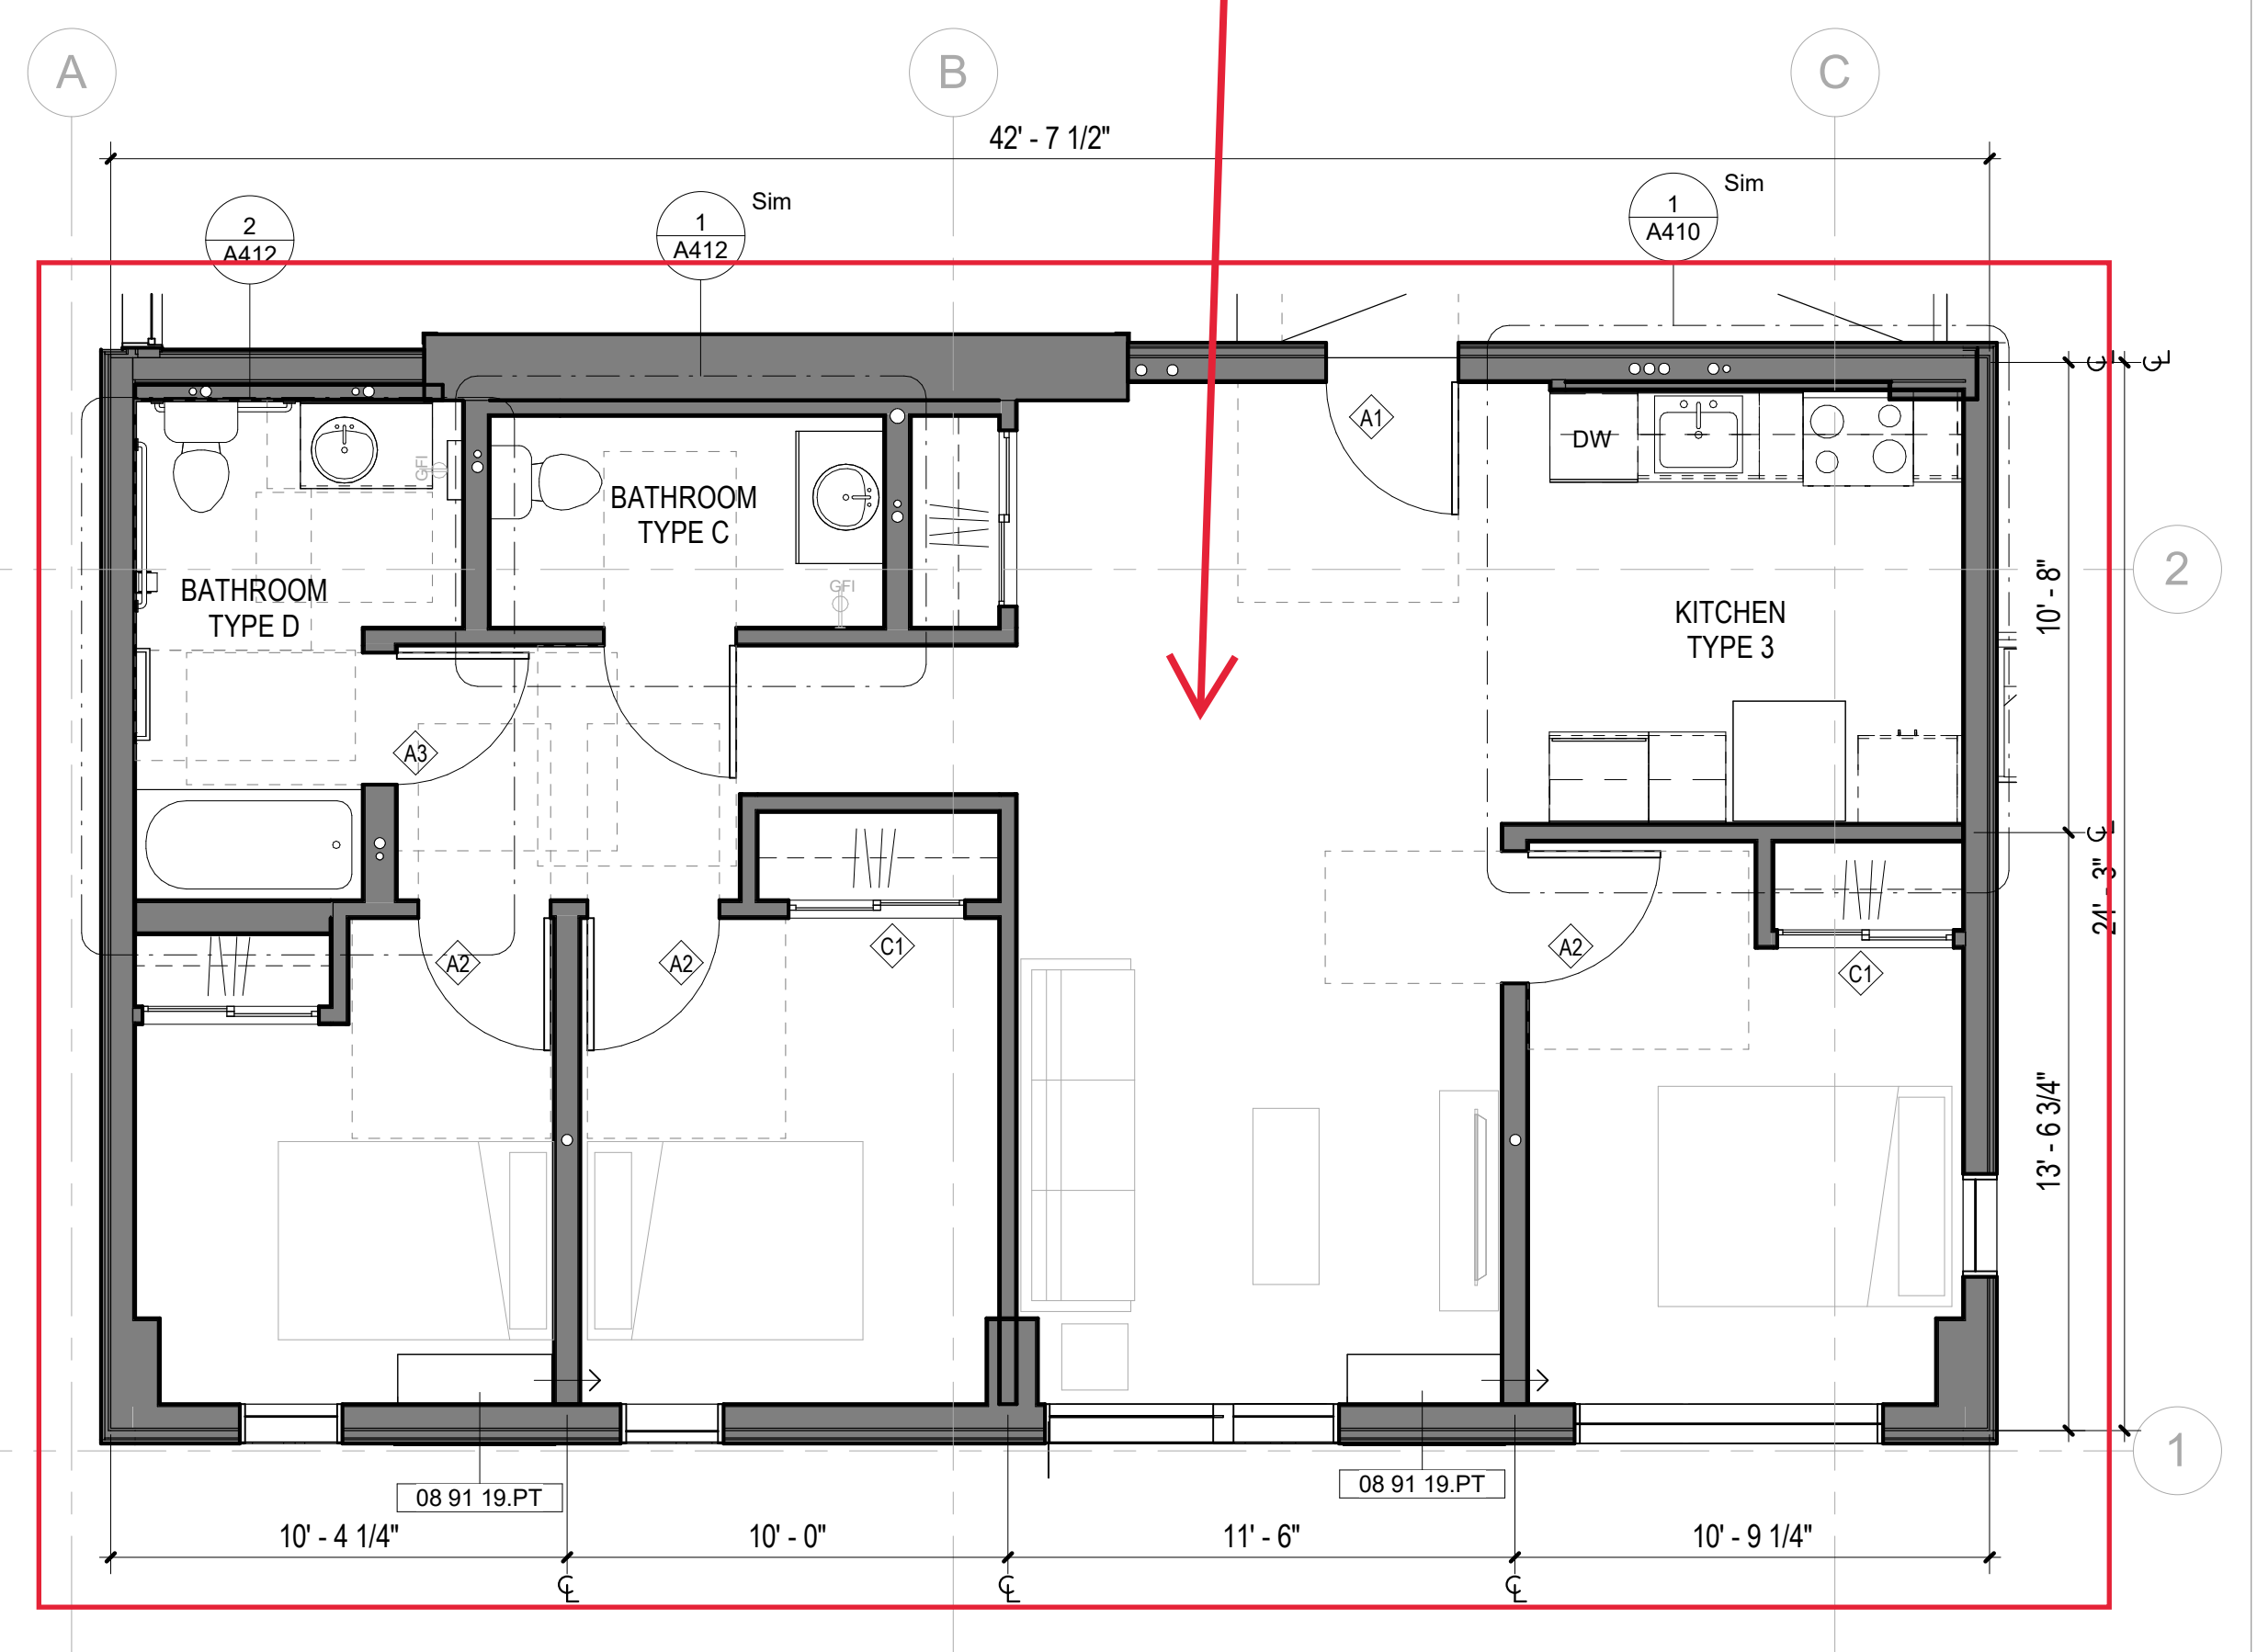 A
B
C
42' - 7 1/2"
2
A412
1
A412
Sim
1
A410
Sim
A1
DW
GFI
BATHROOM
TYPE C
GFI
BATHROOM
TYPE D
KITCHEN
TYPE 3
10' - 8"
2
A3
24' - 3"
A2
A2
C1
A2
C1
13' - 6 3/4"
1
08 91 19.PT
08 91 19.PT
10' - 4 1/4"
10' - 0"
11' - 6"
10' - 9 1/4"